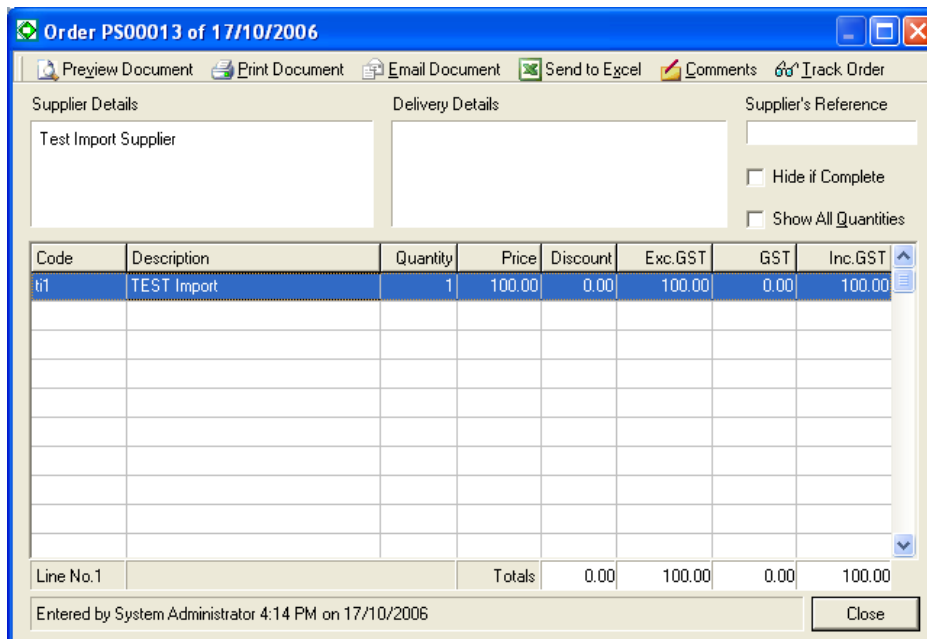 Order PS00013 of 17/10/2006
Preview Document Print Document Email Document Send to Excel Comments Track Order
Supplier Details Delivery Details Supplier's Reference
Test Import Supplier
Hide if Complete
Show All Quantities
Code Description Quantity Price Discount Exc.GST GST Inc.GST
ti1 TEST Import 1 100.00 0.00 100.00 0.00 100.00
Line No.1 Totals 0.00 100.00 0.00 100.00
Entered by System Administrator 4:14 PM on 17/10/2006 Close